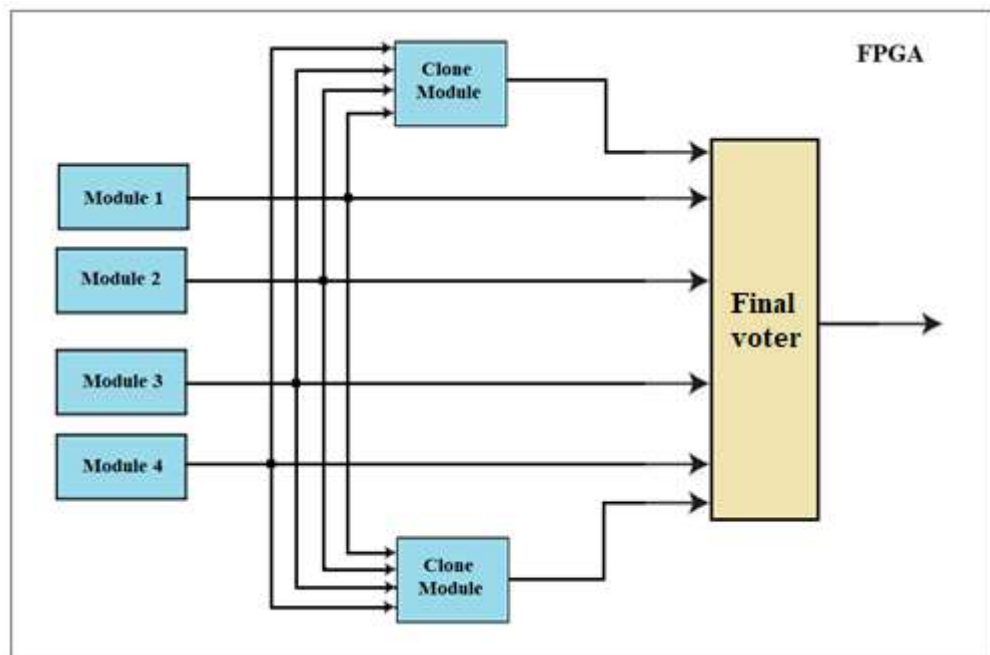 FPGA
Clone
Module
Module 1
Module 2
Final
voter
Module 3
Module 4
Clone
Module